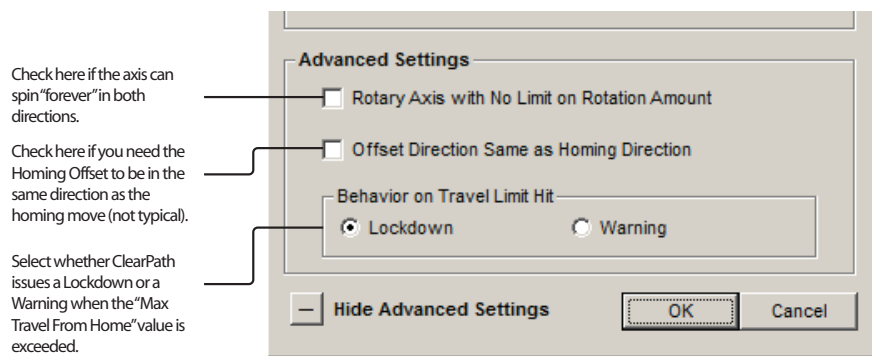 Check here if the axis can
spin "forever" in both
directions.
Check here if you need the
Homing Offset to be in the
same direction as the
homing move (not typical).
Select whether ClearPath
issues a Lockdown or a
Warning when the "Max
Travel From Home" value is
exceeded.
Advanced Settings
Rotary Axis with No Limit on Rotation Amount
Offset Direction Same as Homing Direction
Behavior on Travel Limit Hit
Lockdown Warning
Hide Advanced Settings OK Cancel